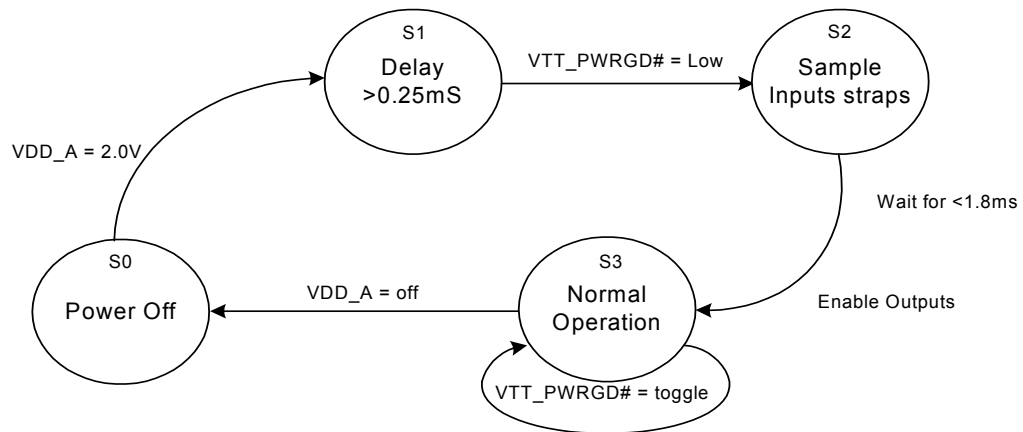 S1
Delay
>0.25mS
VTT_PWRGD# = Low
S2
Sample
Inputs straps
VDD_A = 2.0V
Wait for <1.8ms
Enable Outputs
S0
Power Off
VDD_A = off
S3
Normal
Operation
VTT_PWRGD# = toggle